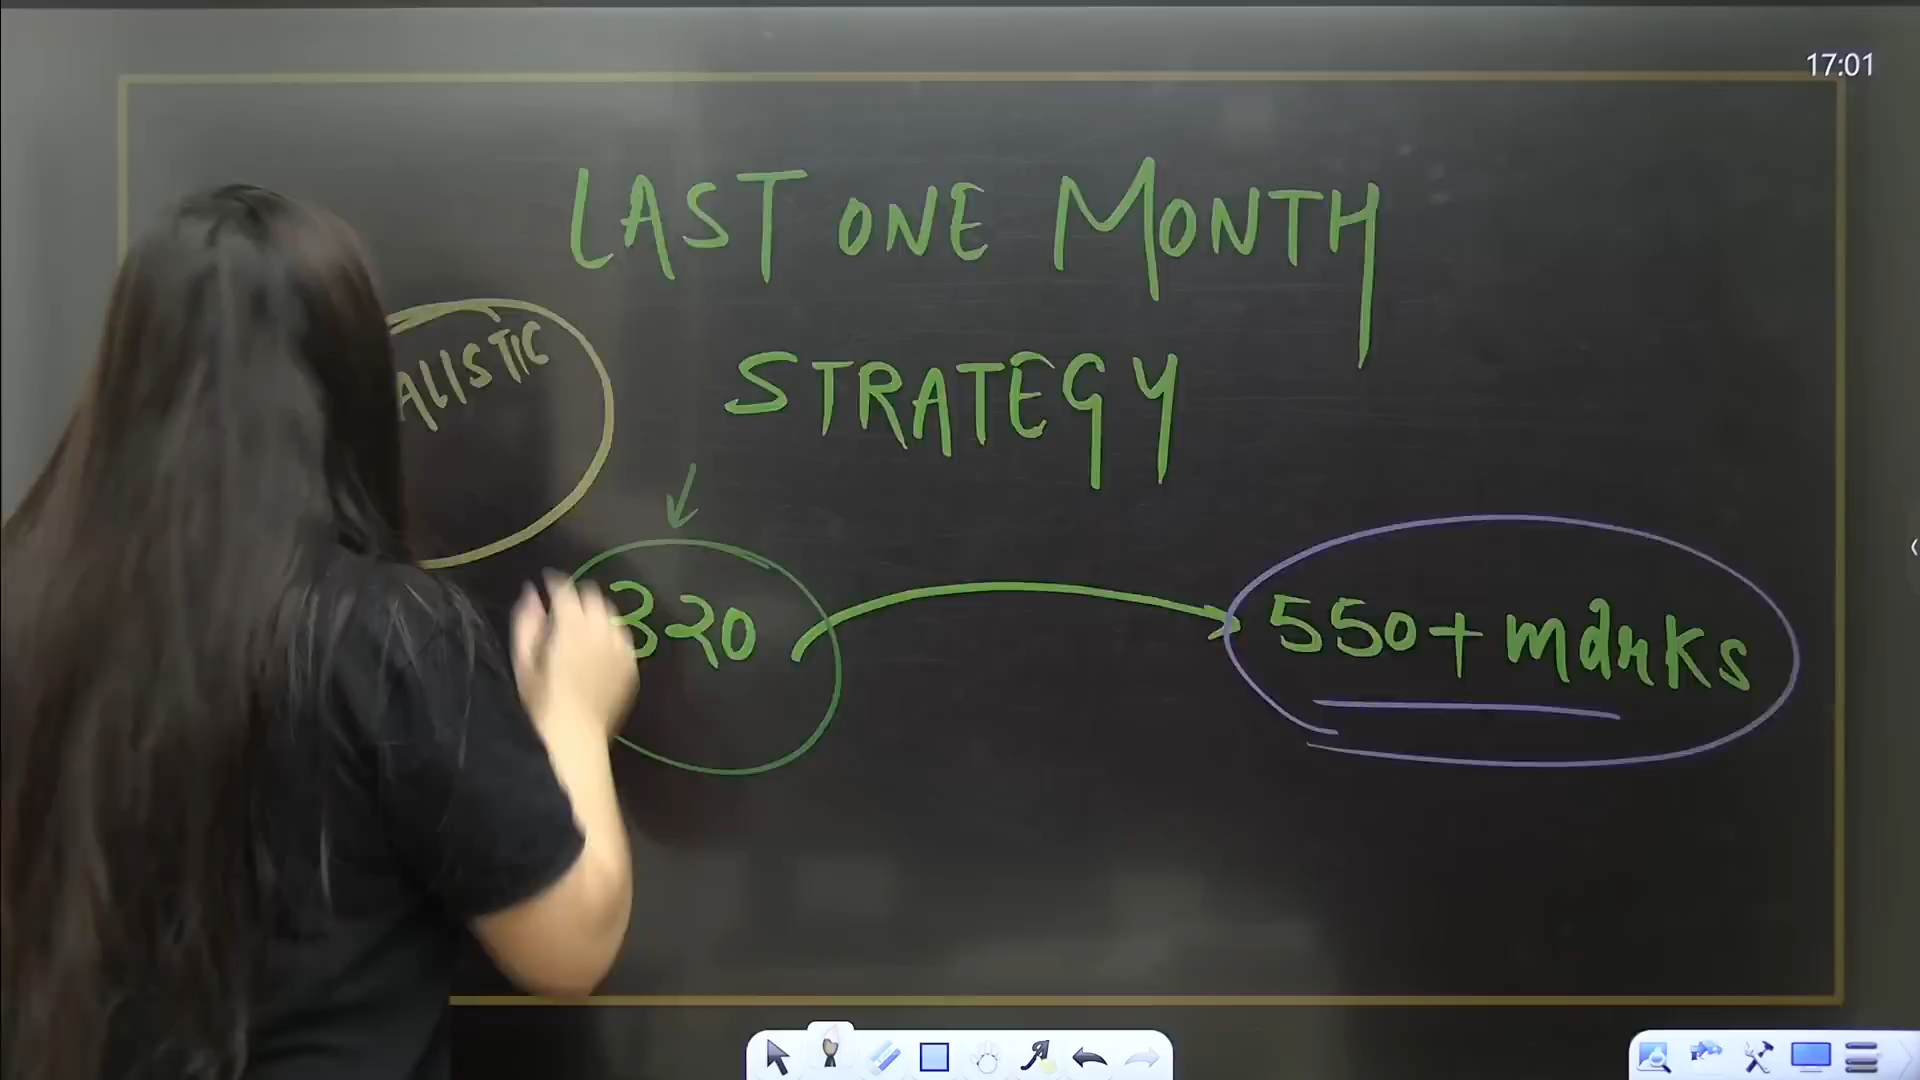 17:01
LAST ONE MONTH
STRATEGY
ALISTIC
320
550+ marks